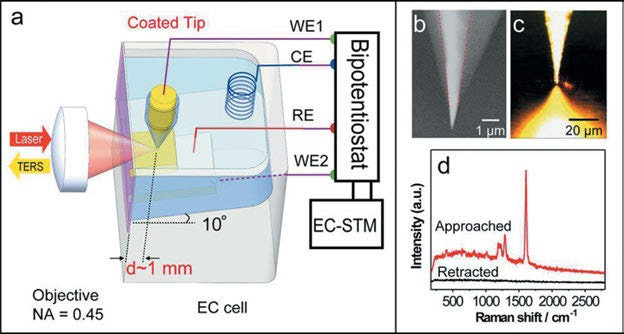 a
Coated Tip
WE1
CE
RE
WE2
Bipotentiostat
EC-STM
Laser
TERS
10°
d~1 mm
Objective
NA = 0.45
EC cell
b
1 μm
c
20 μm
d
Intensity (a.u.)
Approached
Retracted
500 1000 1500 2000 2500
Raman shift / cm⁻¹